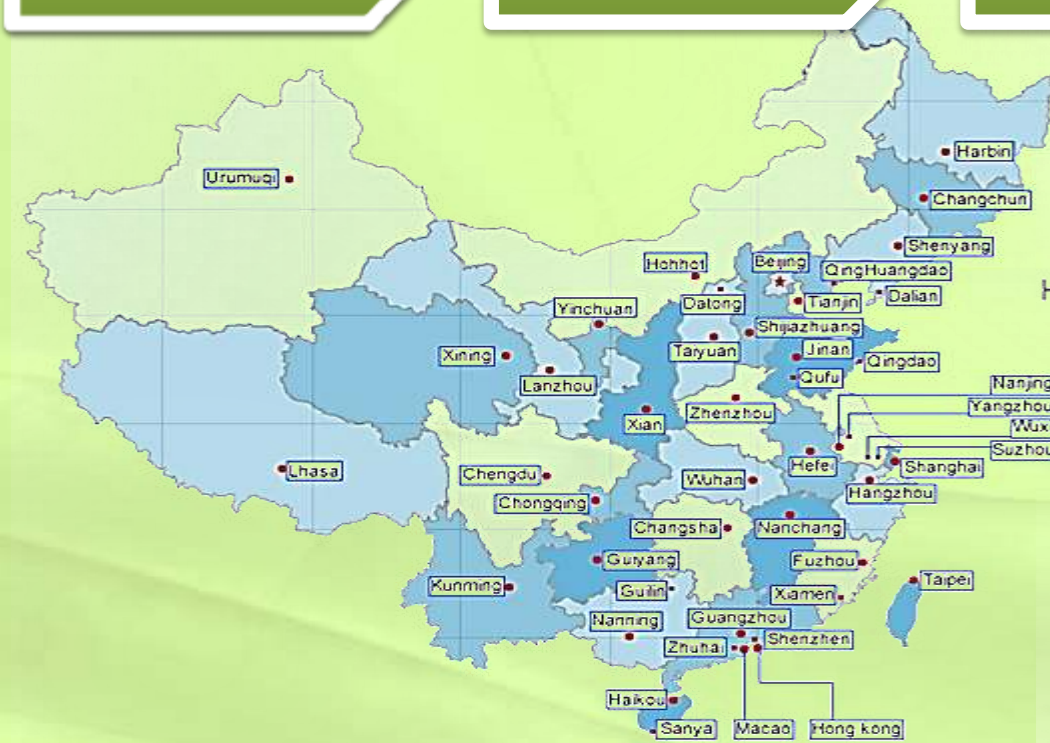 Harbin
Urumuqi
Changchun
Shenyang
Hohhot
Beijing
QingHuangdao
Datong
Tianjin
Dalian
Yinchuan
Shijiazhuang
Xining
Taiyuan
Jinan
Qingdao
Lanzhou
Qufu
Nanjing
Zhenzhou
Yangzhou
Xian
Wux
Suzhou
Lhasa
Chengdu
Wuhan
Hefei
Shanghai
Hangzhou
Chongqing
Changsha
Nanchang
Guiyang
Fuzhou
Kunming
Guilin
Xiamen
Taipei
Nanning
Guangzhou
Zhuhai
Shenzhen
Haikou
Sanya
Macao
Hong kong